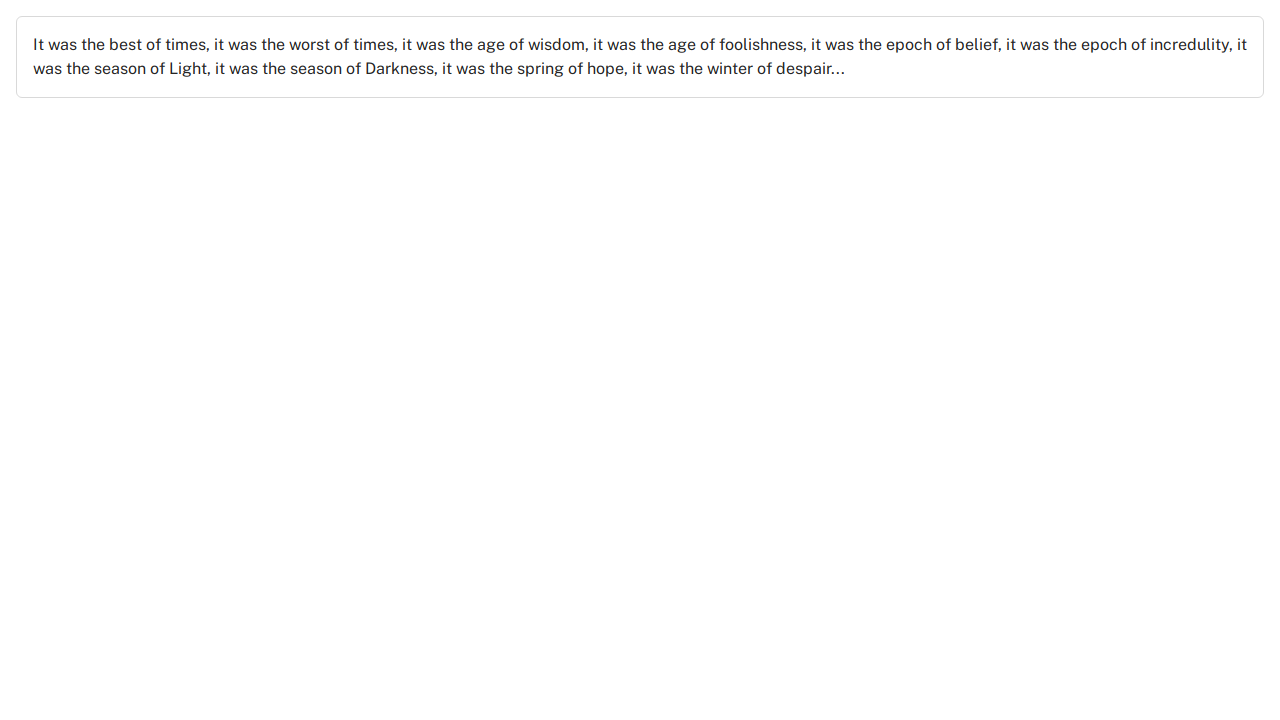 It was the best of times, it was the worst of times, it was the age of wisdom, it was the age of foolishness, it was the epoch of belief, it was the epoch of incredulity, it
was the season of Light, it was the season of Darkness, it was the spring of hope, it was the winter of despair...